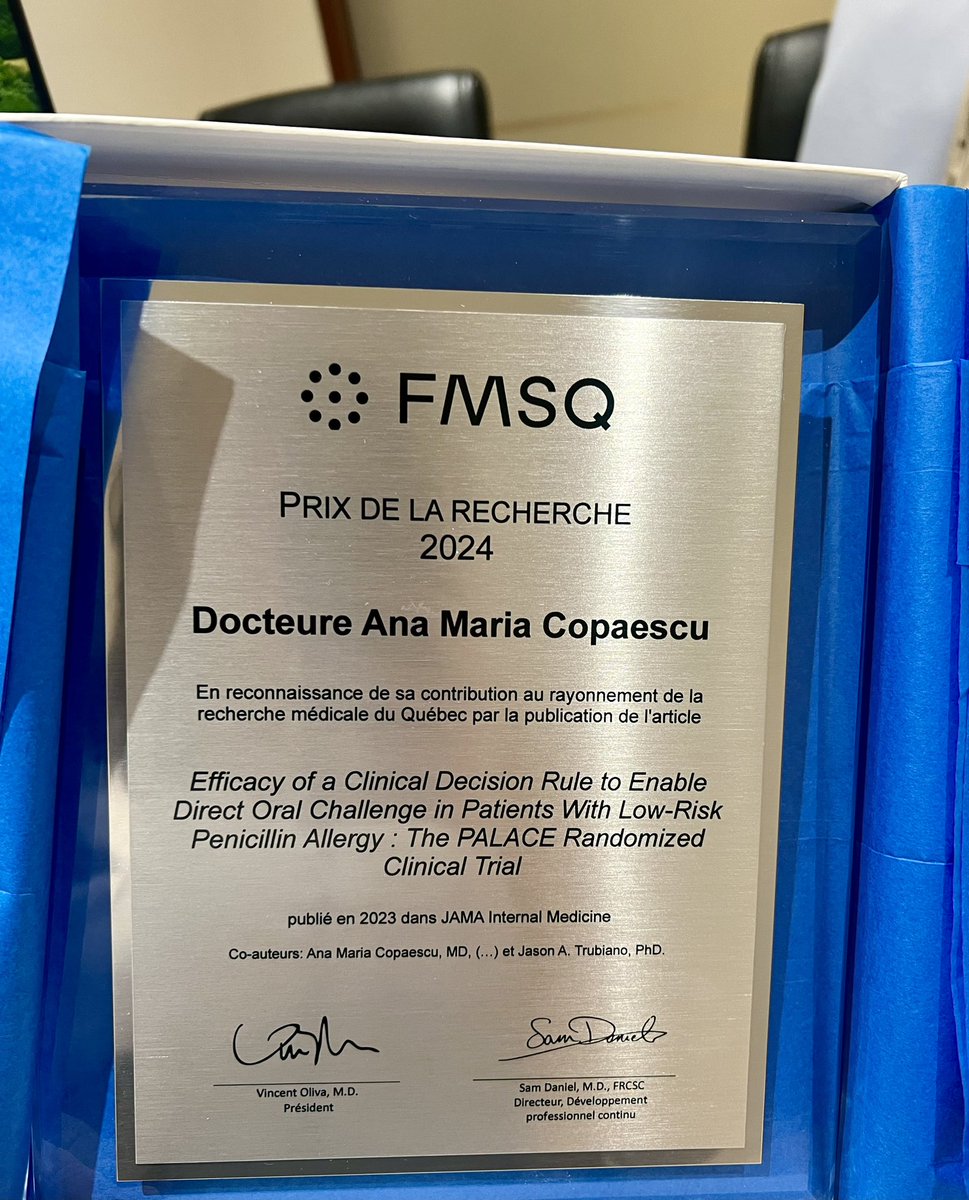 FMSQ
PRIX DE LA RECHERCHE
2024
Docteure Ana Maria Copaescu
En reconnaissance de sa contribution au rayonnement de la
recherche médicale du Québec par la publication de l'article
Efficacy of a Clinical Decision Rule to Enable
Direct Oral Challenge in Patients With Low-Risk
Penicillin Allergy : The PALACE Randomized
Clinical Trial
publié en 2023 dans JAMA Internal Medicine
Co-auteurs: Ana Maria Copaescu, MD, (...) et Jason A. Trubiano, PhD.
Sam Daniel
Vincent Oliva, M.D.
Président
Sam Daniel, M.D., FRCSC
Directeur, Développement
professionnel continu